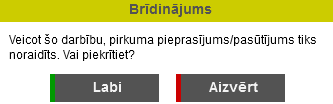 Brīdinājums
Veicot šo darbību, pirkuma pieprasījums/pasūtījums tiks
noraidīts. Vai piekrītiet?
Labi Aizvērt